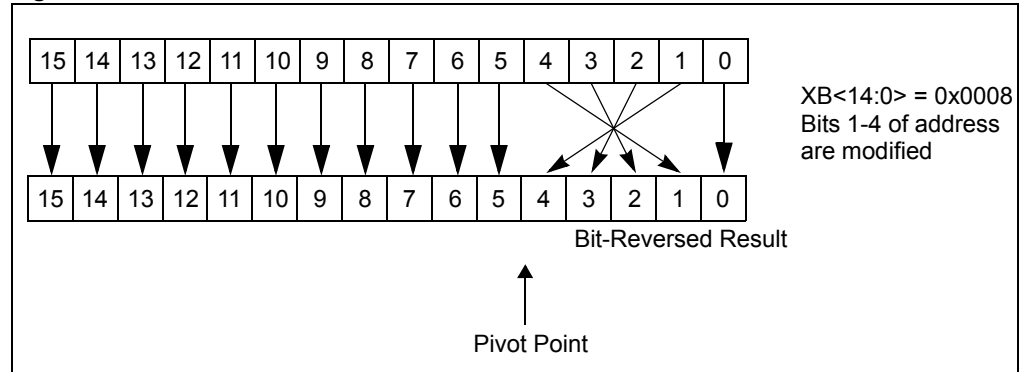 15 14 13 12 11 10 9 8 7 6 5 4 3 2 1 0
XB<14:0> = 0x0008
Bits 1-4 of address
are modified
15 14 13 12 11 10 9 8 7 6 5 4 3 2 1 0
Bit-Reversed Result
Pivot Point